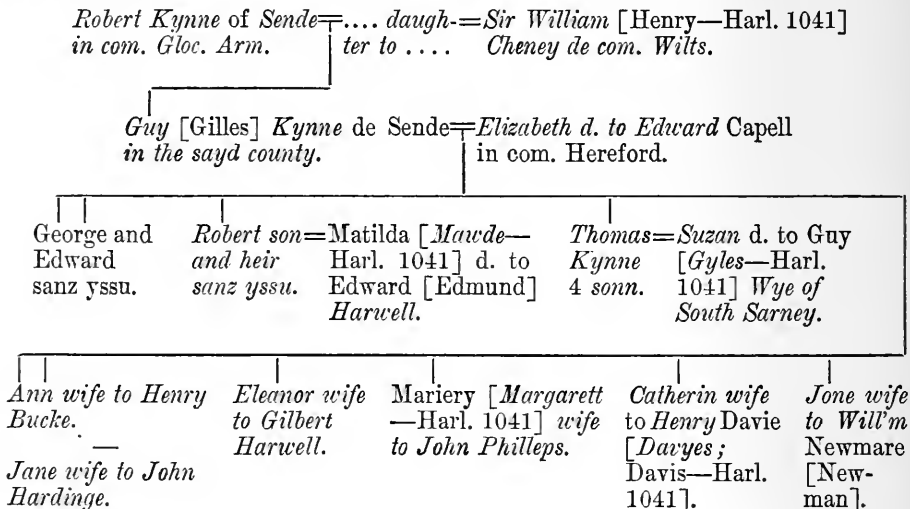 Robert Kynne of Sende=.... daugh-=Sir William [Henry—Harl. 1041]
in com. Gloc. Arm. ter to .... Cheney de com. Wilts.
Guy [Gilles] Kynne de Sende=Elizabeth d. to Edward Capell
in the sayd county. in com. Hereford.
George and
Edward
sanz yssu.
Robert son=Matilda [Mawde—
and heir Harl. 1041] d. to
sanz yssu. Edward [Edmund]
Harwell.
Thomas=Suzan d. to Guy
Kynne [Gyles—Harl.
4 sonn. 1041] Wye of
South Sarney.
Ann wife to Henry
Bucke.
—
Jane wife to John
Hardinge.
Eleanor wife
to Gilbert
Harwell.
Mariery [Margarett
—Harl. 1041] wife
to John Philleps.
Catherin wife
to Henry Davie
[Davyes;
Davis—Harl.
1041].
Jone wife
to Will'm
Newmare
[New-
man].